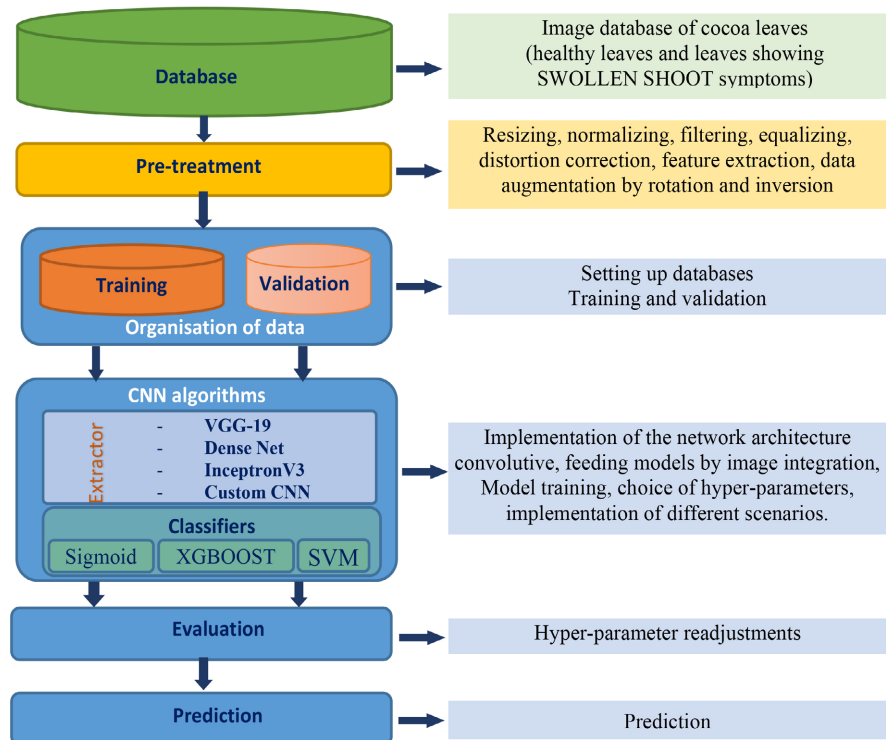 Database
Image database of cocoa leaves
(healthy leaves and leaves showing
SWOLLEN SHOOT symptoms)
Pre-treatment
Resizing, normalizing, filtering, equalizing,
distortion correction, feature extraction, data
augmentation by rotation and inversion
Training
Validation
Organisation of data
Setting up databases
Training and validation
CNN algorithms
Extractor
- VGG-19
- Dense Net
- InceptronV3
- Custom CNN
Classifiers
Sigmoid
XGBOOST
SVM
Implementation of the network architecture
convolutive, feeding models by image integration,
Model training, choice of hyper-parameters,
implementation of different scenarios.
Evaluation
Hyper-parameter readjustments
Prediction
Prediction